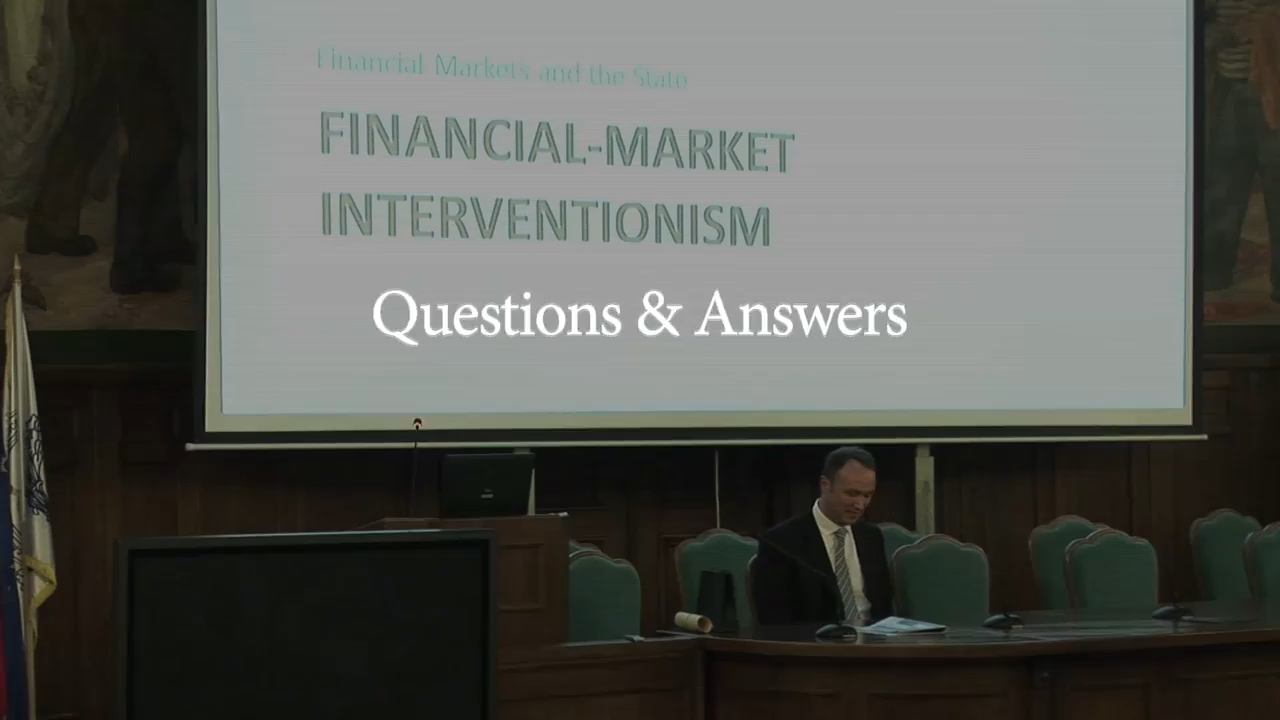 Financial Markets and the State
FINANCIAL-MARKET
INTERVENTIONISM
Questions & Answers